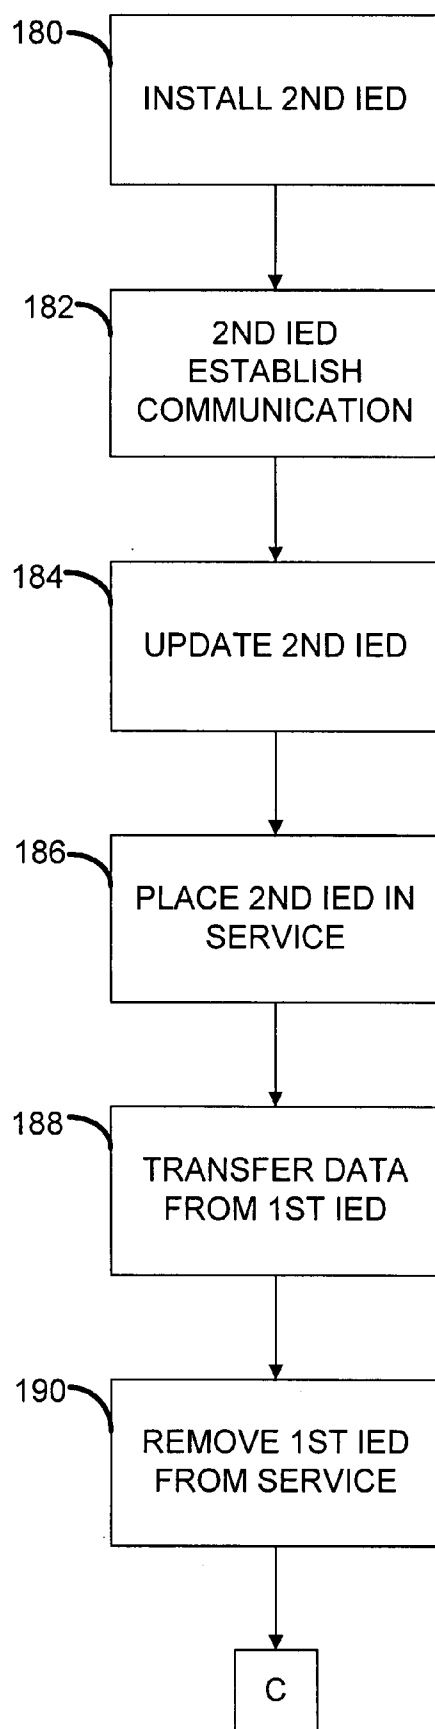 180
INSTALL 2ND IED
182
2ND IED
ESTABLISH
COMMUNICATION
184
UPDATE 2ND IED
186
PLACE 2ND IED IN
SERVICE
188
TRANSFER DATA
FROM 1ST IED
190
REMOVE 1ST IED
FROM SERVICE
C